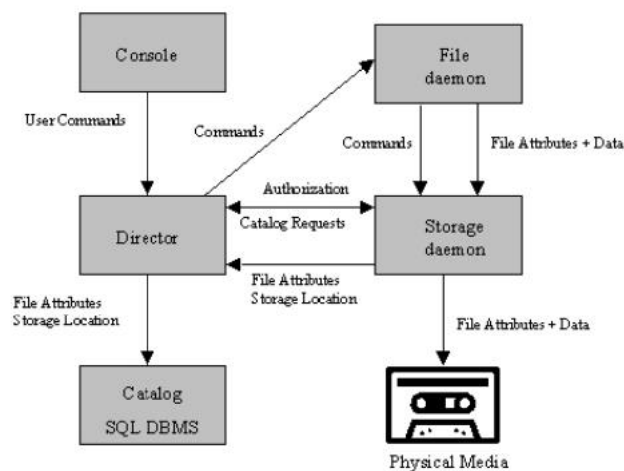 Console
File
daemon
User Commands
Commands
Commands
File Attributes + Data
Authorization
Director
Catalog Requests
Storage
daemon
File Attributes
Storage Location
File Attributes
Storage Location
File Attributes + Data
Catalog
SQL DBMS
Physical Media